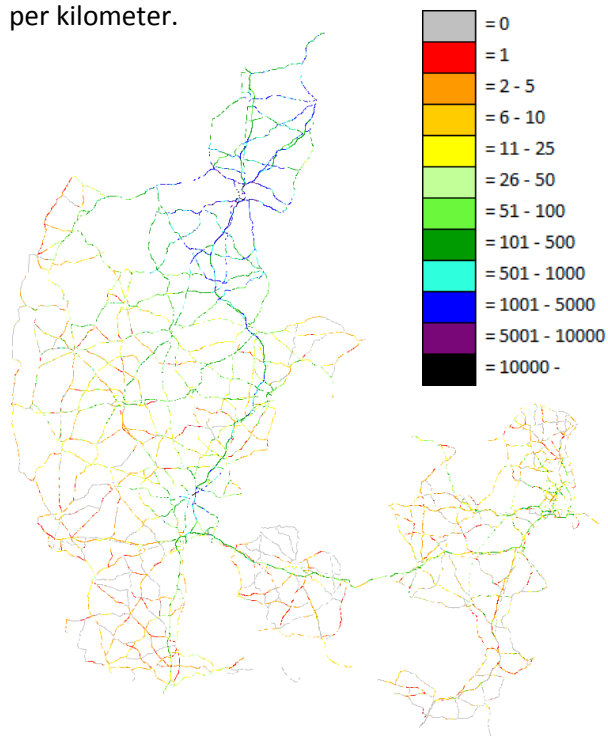 per kilometer.
= 0
= 1
= 2 - 5
= 6 - 10
= 11 - 25
= 26 - 50
= 51 - 100
= 101 - 500
= 501 - 1000
= 1001 - 5000
= 5001 - 10000
= 10000 -